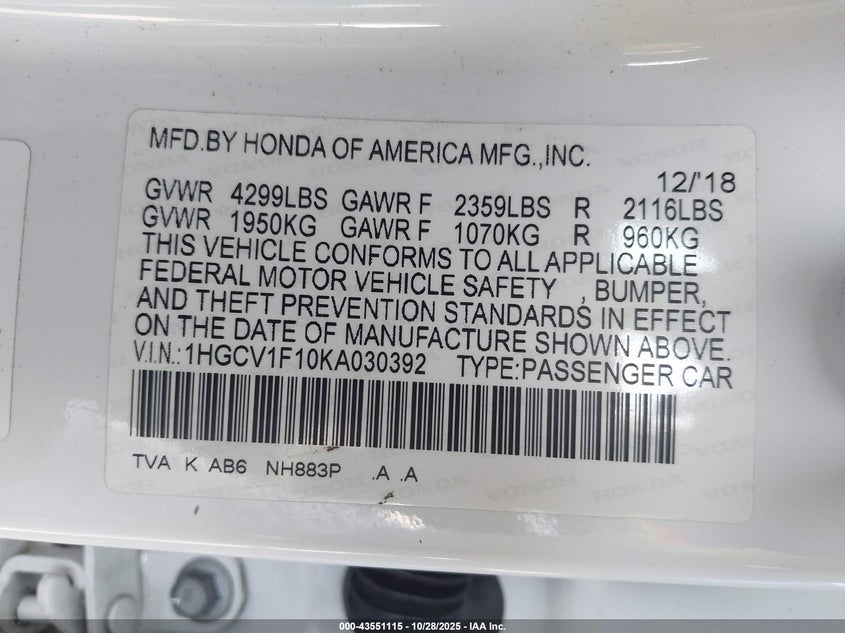 MFD.BY HONDA OF AMERICA MFG.,INC.
12/'18
GVWR 4299LBS GAWR F 2359LBS R 2116LBS
GVWR 1950KG GAWR F 1070KG R 960KG
THIS VEHICLE CONFORMS TO ALL APPLICABLE
FEDERAL MOTOR VEHICLE SAFETY , BUMPER,
AND THEFT PREVENTION STANDARDS IN EFFECT
ON THE DATE OF MANUFACTURE SHOWN ABOVE.
V.I.N.:1HGCV1F10KA030392 TYPE:PASSENGER CAR
TVA K AB6 NH883P .A .A
000-43551115 - 10/28/2025 - IAA Inc.